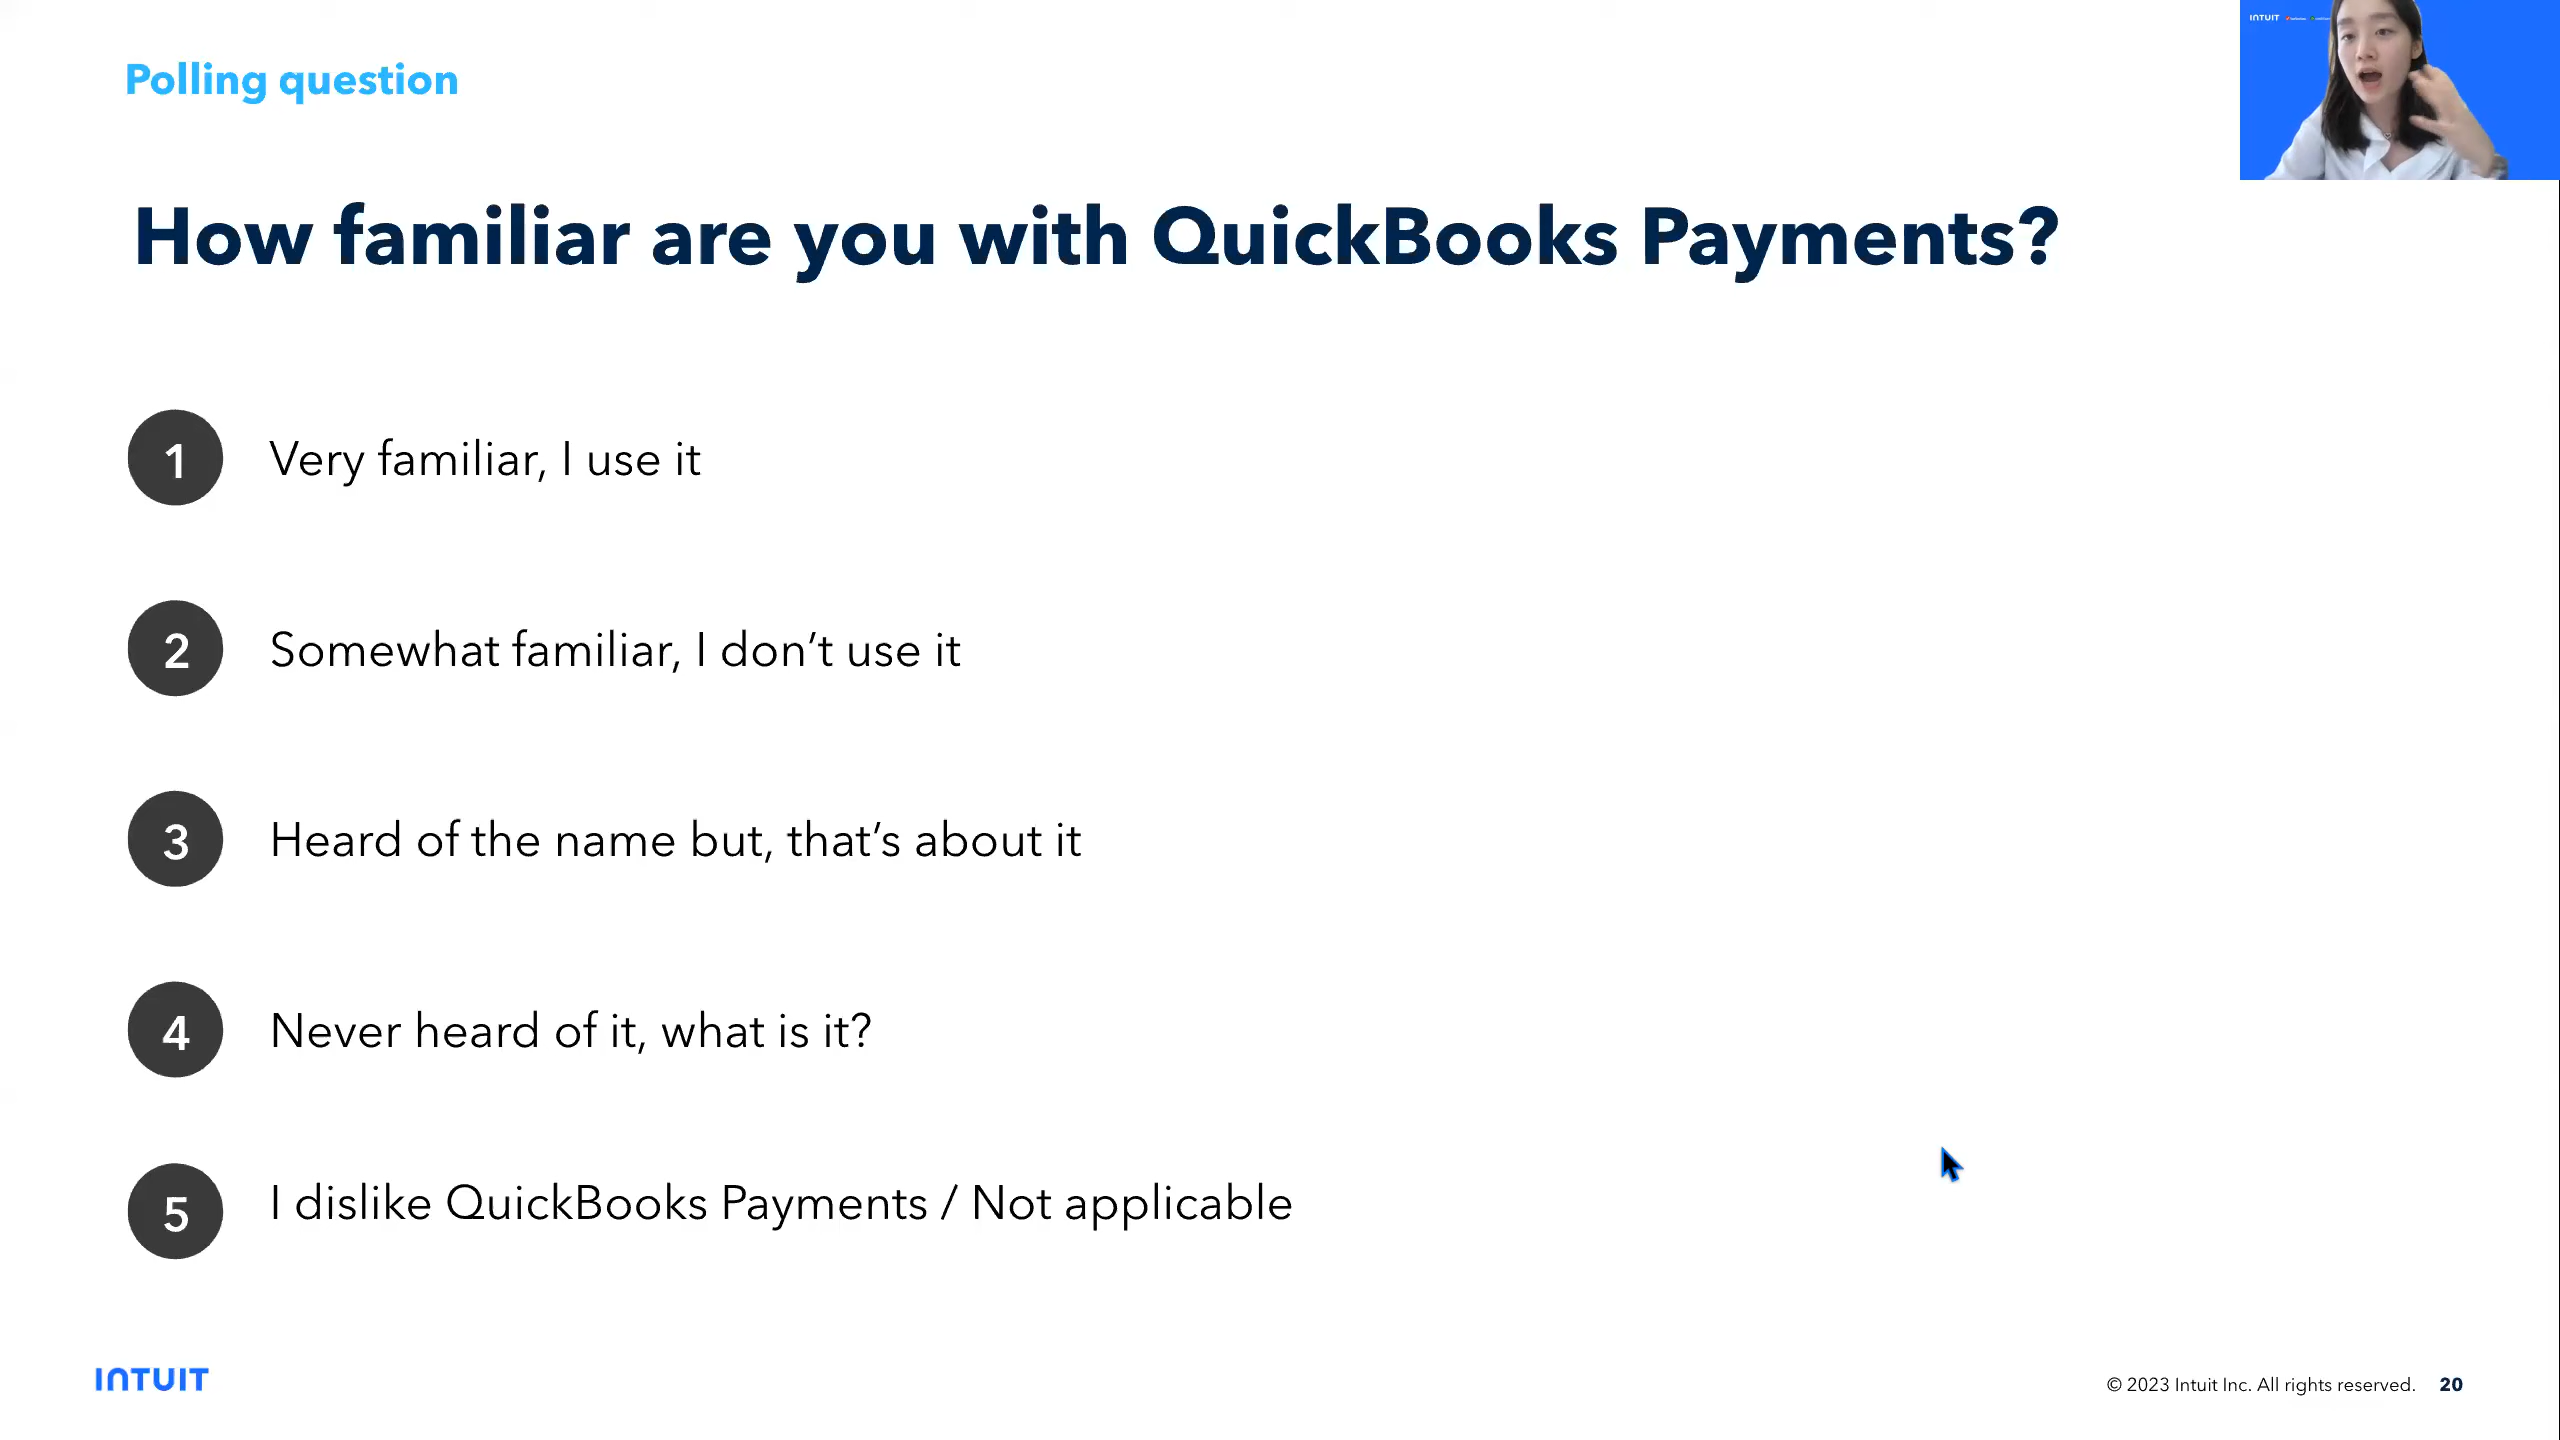 Polling question
INTUIT
How familiar are you with QuickBooks Payments?
1 Very familiar, I use it
2 Somewhat familiar, I don’t use it
3 Heard of the name but, that’s about it
4 Never heard of it, what is it?
5 I dislike QuickBooks Payments / Not applicable
INTUIT
© 2023 Intuit Inc. All rights reserved. 20